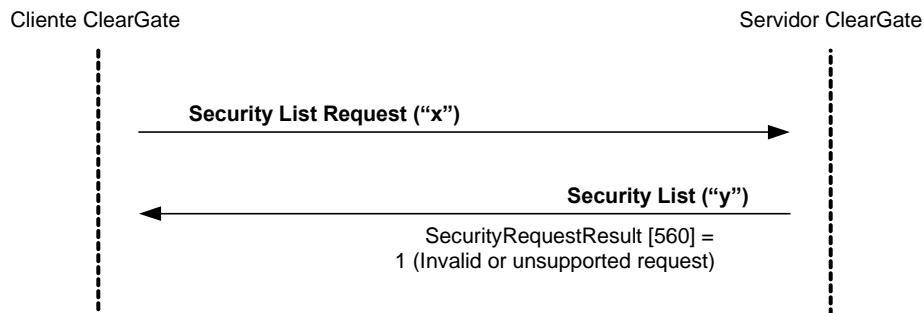 Cliente ClearGate
Servidor ClearGate
Security List Request (“x”)
Security List (“y”)
SecurityRequestResult [560] =
1 (Invalid or unsupported request)